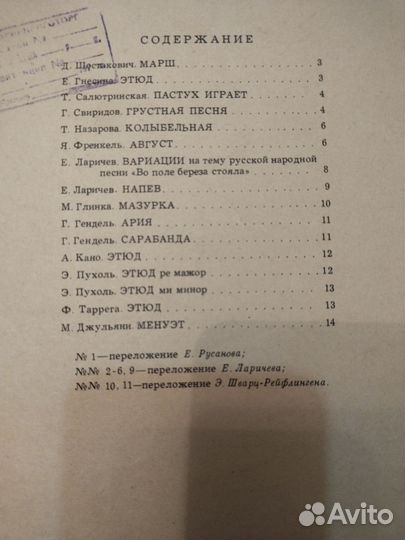 СОДЕРЖАНИЕ
Д. Шостакович. МАРШ. 3
Е. Гнесина. ЭТЮД 3
Т. Салютринская. ПАСТУХ ИГРАЕТ 4
Г. Свиридов. ГРУСТНАЯ ПЕСНЯ 4
Т. Назарова. КОЛЫБЕЛЬНАЯ 6
Я. Френкель. АВГУСТ 6
Е. Ларичев. ВАРИАЦИИ на тему русской народной
песни «Во поле береза стояла» 8
Е. Ларичев. НАПЕВ 9
М. Глинка. МАЗУРКА 10
Г. Гендель. АРИЯ 11
Г. Гендель. САРАБАНДА 11
А. Кано. ЭТЮД 12
Э. Пухоль. ЭТЮД ре мажор 12
Э. Пухоль. ЭТЮД ми минор 13
Ф. Таррега. ЭТЮД 13
М. Джульяни. МЕНУЭТ 14
№ 1—переложение Е. Русанова;
№№ 2-6, 9—переложение Е. Ларичева;
№№ 10, 11—переложение Э. Шварц-Рейфлингена.
Avito